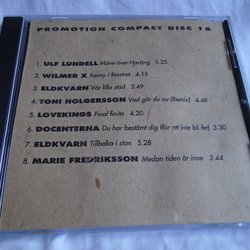 PROMOTION COMPACT DISC 16
1. ULF LUNDELL Måne över Haväng 5.25
2. WILMER X Fanny i fönstret 4.15
3. ELDKVARN Vår lilla stad 3.49
4. TONI HOLGERSSON Vad gör du nu (Remix) 4.48
5. LOVEKINGS Final finito 4.20
6. DOCENTERNA Du har bestämt dig (för att inte bli fet) 3.30
7. ELDKVARN Tillbaka i stan 5.28
8. MARIE FREDRIKSSON Medan tiden är inne 3.44